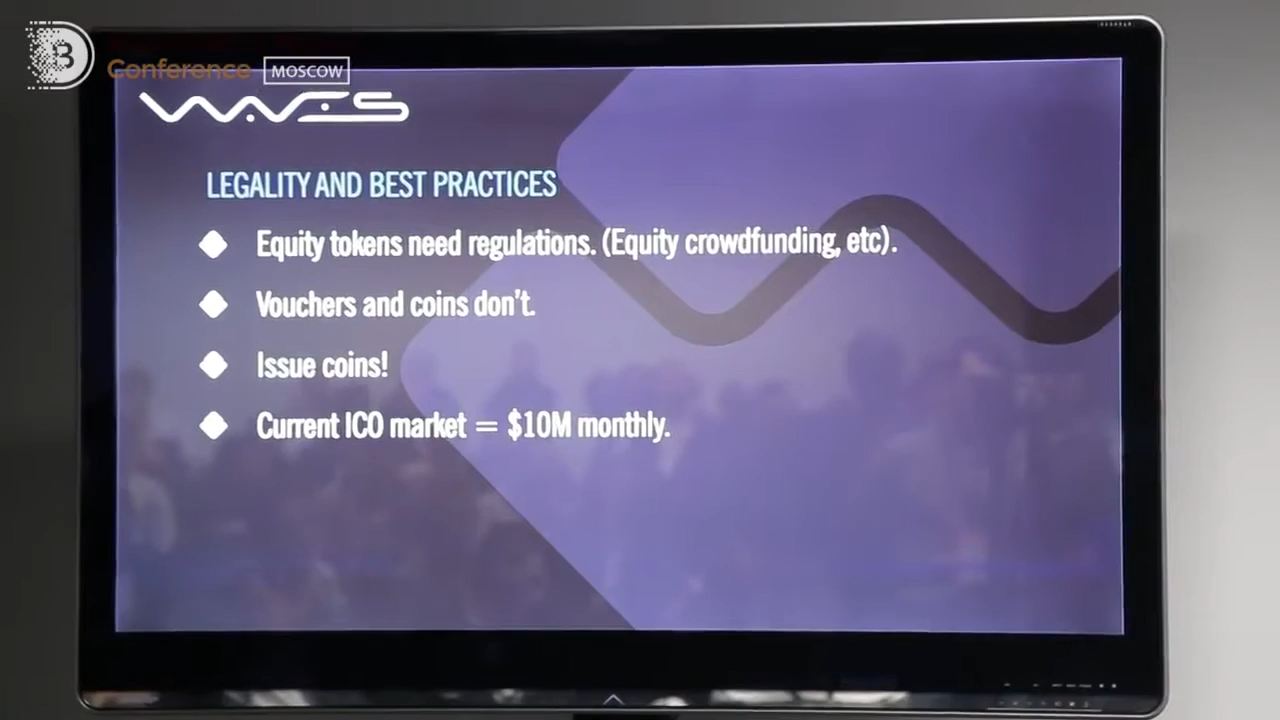 B
Conference MOSCOW
WAVES
LEGALITY AND BEST PRACTICES
Equity tokens need regulations. (Equity crowdfunding, etc).
Vouchers and coins don't.
Issue coins!
Current ICO market = $10M monthly.